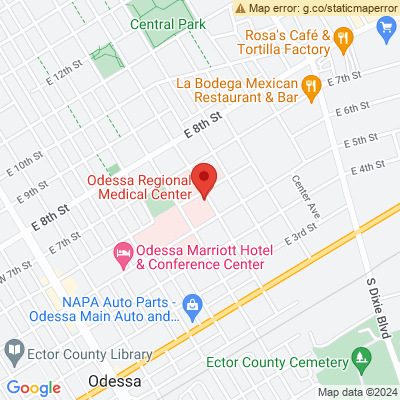 Map error: g.co/staticmaperror
Central Park
Rosa's Café &
Tortilla Factory
E 12th St
E 7th St
La Bodega Mexican
Restaurant & Bar
E 6th St
E 8th St
E 5th St
E 10th St
E 4th St
E 9th St
Odessa Regional
Medical Center
Center Ave
E 8th St
E 7th St
E 3rd St
W 7th St
Odessa Marriott Hotel
& Conference Center
S Dixie Blvd
NAPA Auto Parts -
Odessa Main Auto and...
Ector County Library
Ector County Cemetery
Odessa
Google
Map data ©2024